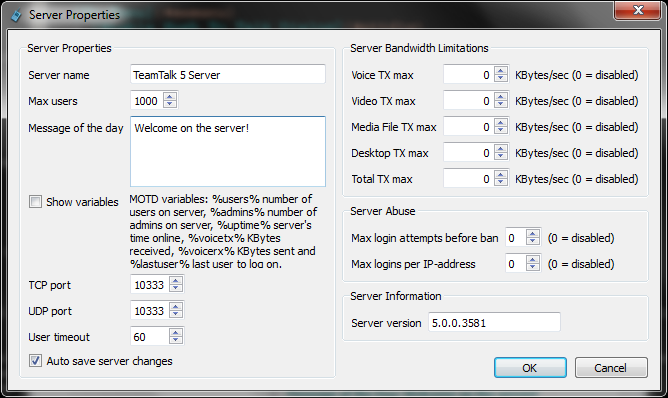 Server Properties
Server Properties
Server name TeamTalk 5 Server
Max users 1000
Message of the day Welcome on the server!
Show variables MOTD variables: %users% number of
users on server, %admins% number of
admins on server, %uptime% server's
time online, %voicetx% KBytes
received, %voicerx% KBytes sent and
%lastuser% last user to log on.
TCP port 10333
UDP port 10333
User timeout 60
Auto save server changes
Server Bandwidth Limitations
Voice TX max 0 KBytes/sec (0 = disabled)
Video TX max 0 KBytes/sec (0 = disabled)
Media File TX max 0 KBytes/sec (0 = disabled)
Desktop TX max 0 KBytes/sec (0 = disabled)
Total TX max 0 KBytes/sec (0 = disabled)
Server Abuse
Max login attempts before ban 0 (0 = disabled)
Max logins per IP-address 0 (0 = disabled)
Server Information
Server version 5.0.0.3581
OK Cancel